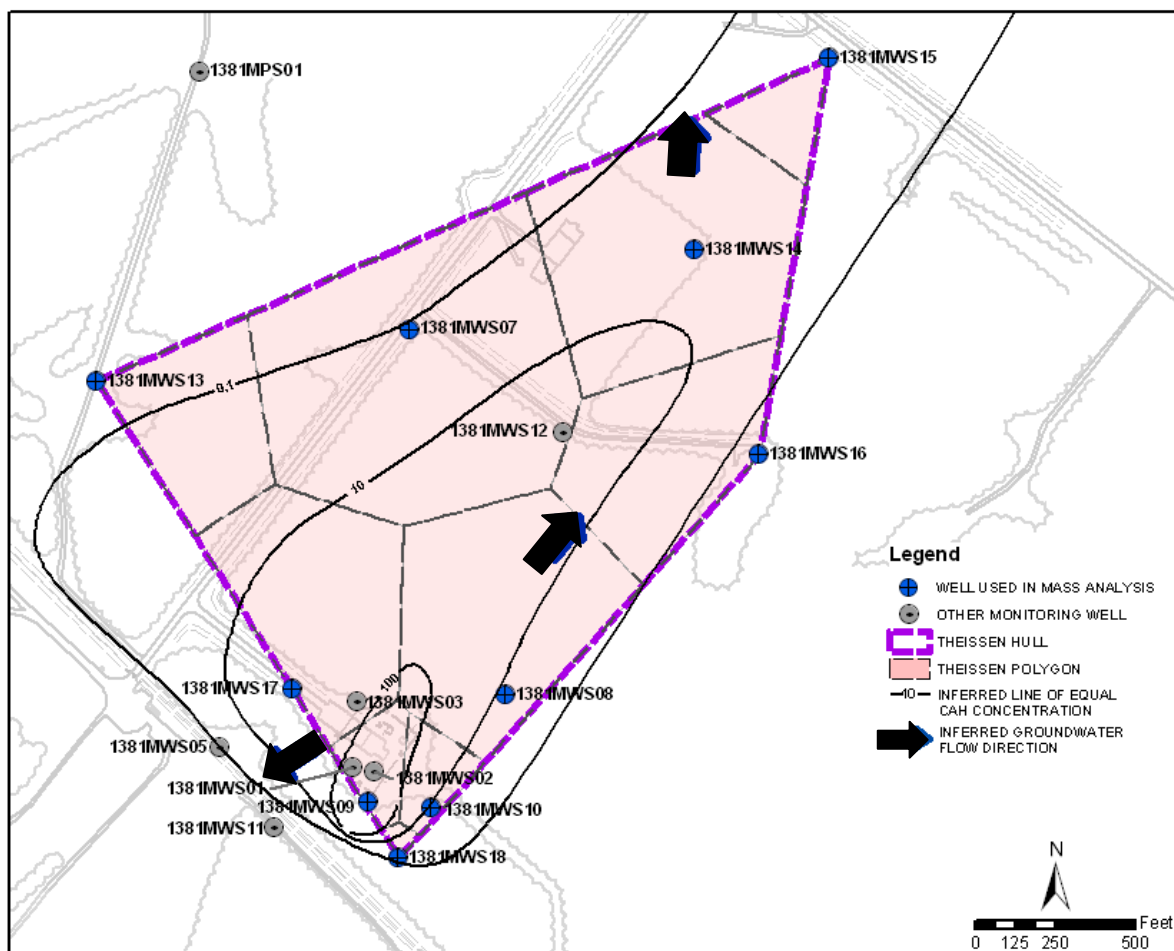 1381MPS01
1381MWS15
1381MWS14
1381MWS07
1381MWS13
0.1
1381MWS12
1381MWS16
10
Legend
WELL USED IN MASS ANALYSIS
OTHER MONITORING WELL
THEISSEN HULL
THEISSEN POLYGON
10
INFERRED LINE OF EQUAL
CAH CONCENTRATION
INFERRED GROUNDWATER
FLOW DIRECTION
1381MWS17
100
1381MWS03
1381MWS08
1381MWS05
1381MWS01
1381MWS02
1381MWS09
1381MWS10
1381MWS11
1381MWS18
N
Feet
0 125 250 500